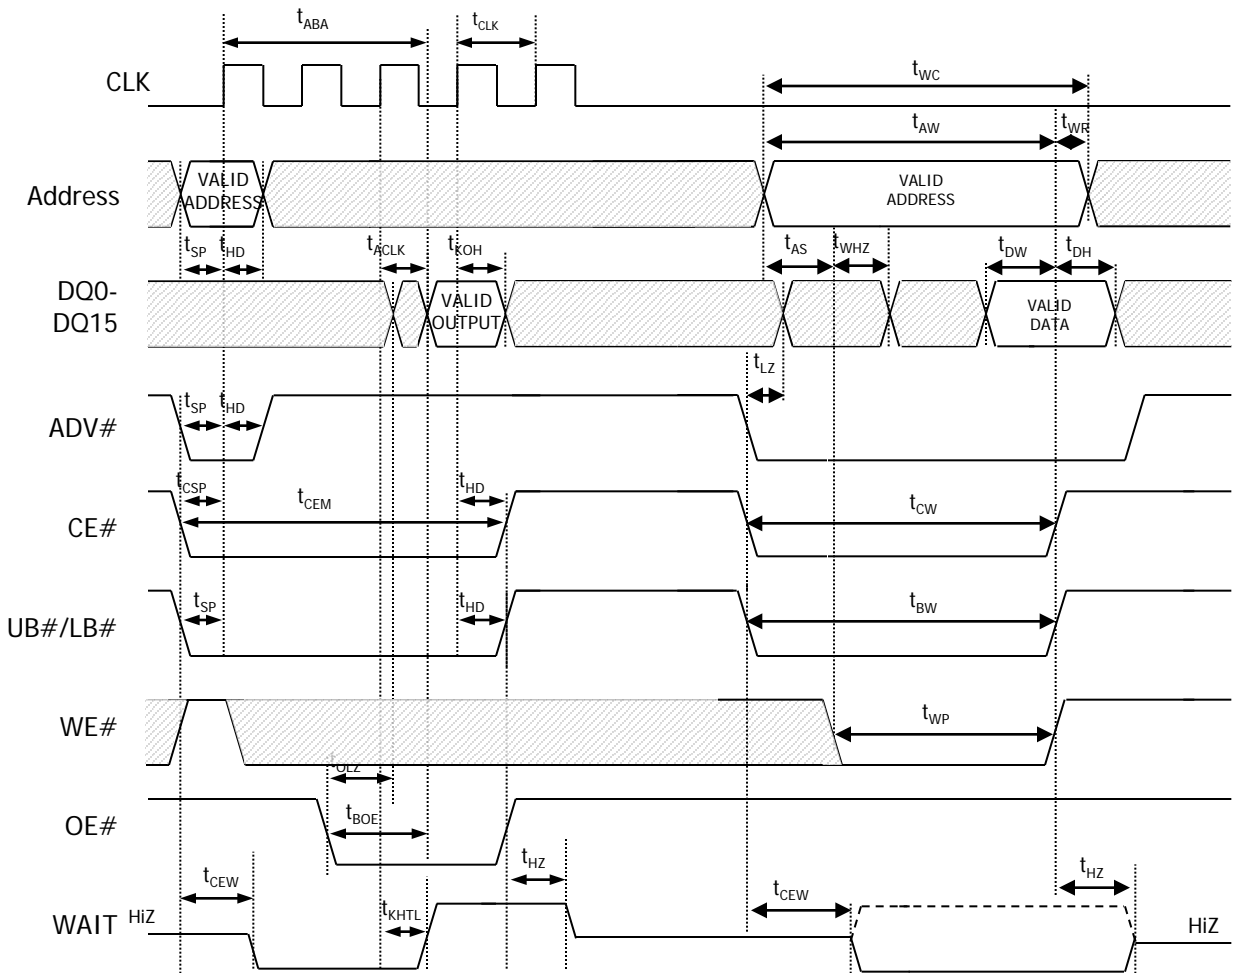 tABA
tCLK
CLK
tWC
tAW
tWR
Address
VALID
ADDRESS
VALID
ADDRESS
tSP
tHD
tACLK
tKOH
tAS
tWHZ
tDW
tDH
DQ0-
DQ15
VALID
OUTPUT
VALID
DATA
tLZ
tSP
tHD
ADV#
tCSP
tCEM
tHD
tCW
CE#
tSP
tHD
tBW
UB#/LB#
WE#
tWP
tOLZ
OE#
tBOE
tHZ
tCEW
tHZ
tCEW
WAIT
HiZ
tKHTL
HiZ